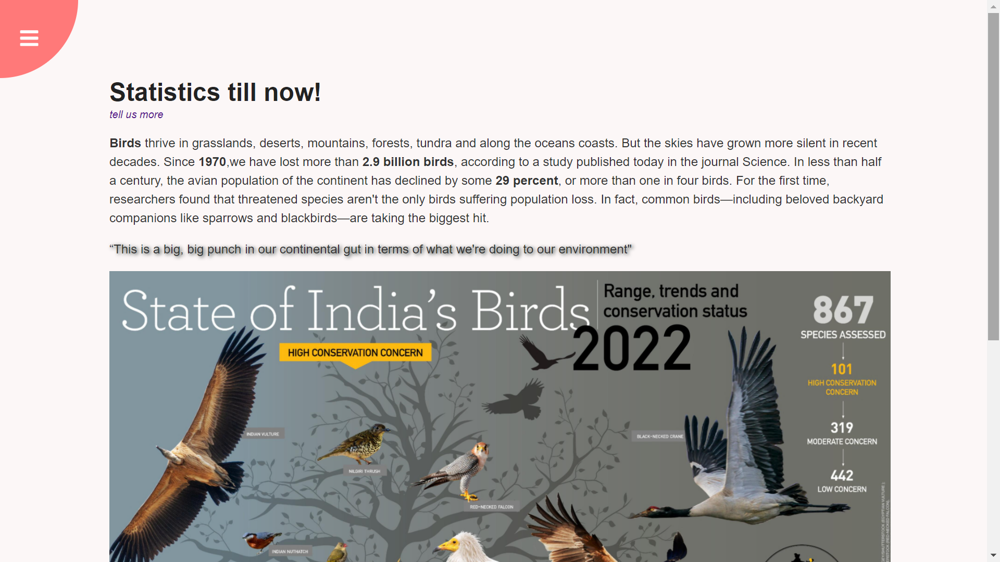 Statistics till now!
tell us more
Birds thrive in grasslands, deserts, mountains, forests, tundra and along the oceans coasts. But the skies have grown more silent in recent
decades. Since 1970,we have lost more than 2.9 billion birds, according to a study published today in the journal Science. In less than half
a century, the avian population of the continent has declined by some 29 percent, or more than one in four birds. For the first time,
researchers found that threatened species aren't the only birds suffering population loss. In fact, common birds—including beloved backyard
companions like sparrows and blackbirds—are taking the biggest hit.
“This is a big, big punch in our continental gut in terms of what we're doing to our environment"
State of India’s Birds
Range, trends and
conservation status
2022
867
SPECIES ASSESSED
HIGH CONSERVATION CONCERN
101
HIGH CONSERVATION
CONCERN
319
MODERATE CONCERN
442
LOW CONCERN
INDIAN VULTURE
BLACK-NECKED CRANE
NILGIRI THRUSH
RED-NECKED FALCON
INDIAN NUTHATCH